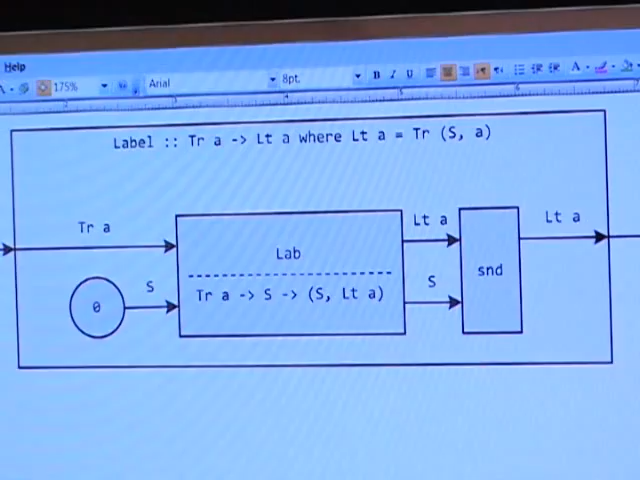 Help
175%
Arial
8pt.
B I U
Label :: Tr a -> Lt a where Lt a = Tr (S, a)
Tr a
Lt a
Lt a
Lab
snd
S
S
Tr a -> S -> (S, Lt a)
0